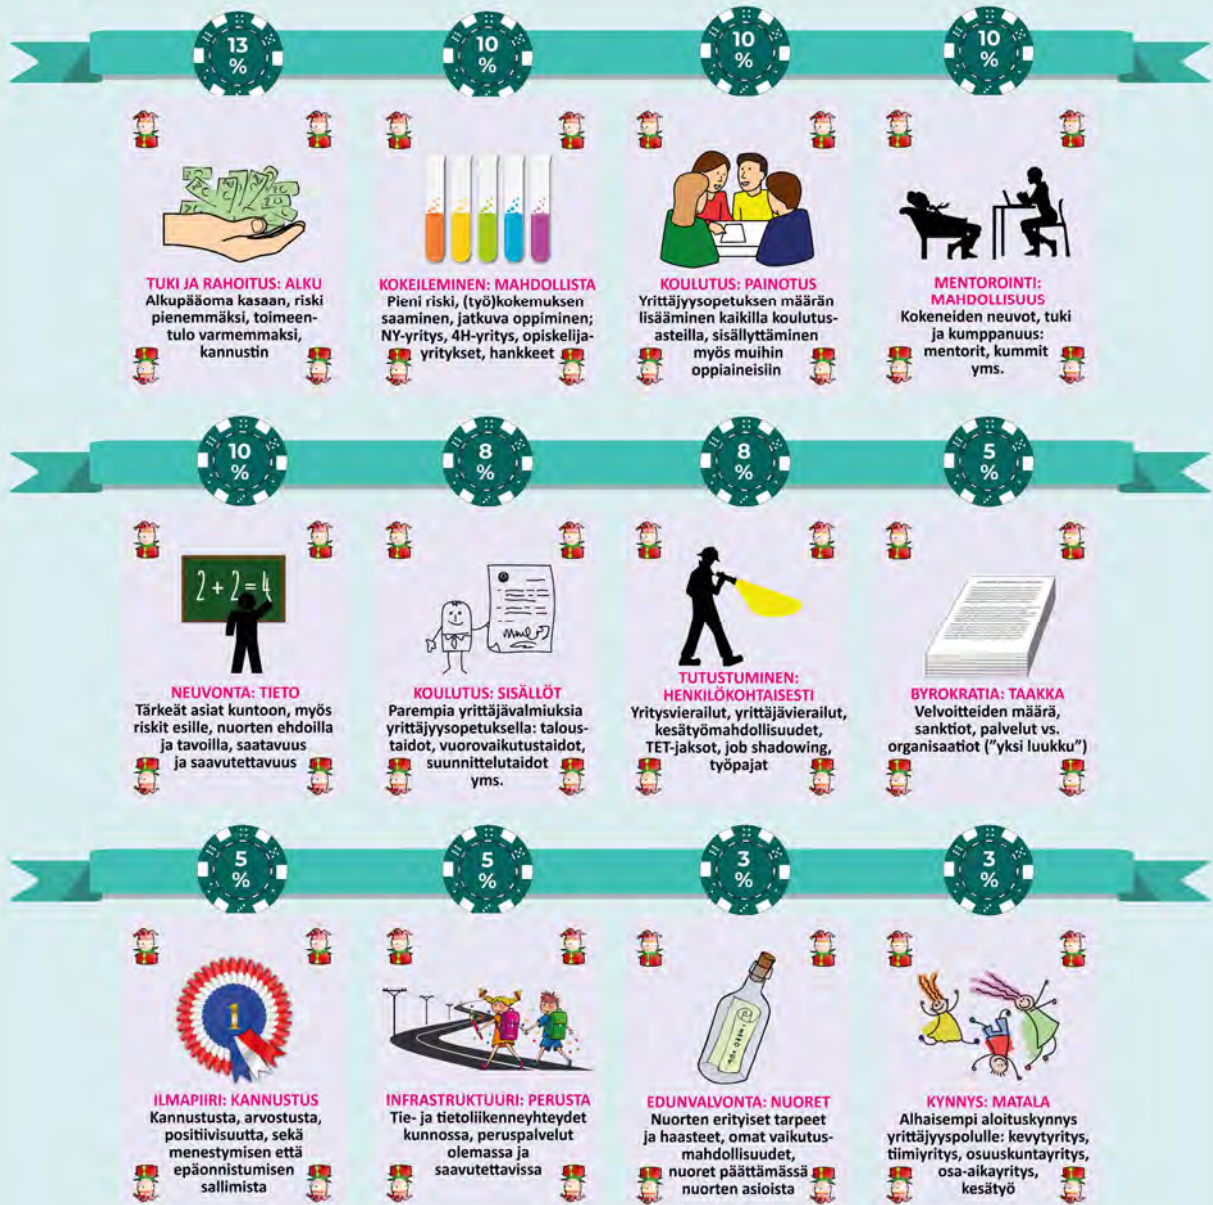 13
%
10
%
10
%
10
%
TUKI JA RAHOITUS: ALKU
Alkupääoma kasaan, riski
pienemmäksi, toimeen-
tulo varmemmaksi,
kannustin
KOKEILEMINEN: MAHDOLLISTA
Pieni riski, (työ)kokemuksen
saaminen, jatkuva oppiminen;
NY-yritys, 4H-yritys, opiskelija-
yritykset, hankkeet
KOULUTUS: PAINOTUS
Yrittäjyysopetuksen määrän
lisääminen kaikilla koulutus-
asteilla, sisällyttäminen
myös muihin
oppiaineisiin
MENTOROINTI:
MAHDOLLISUUS
Kokeneiden neuvot, tuki
ja kumppanuus:
mentorit, kummit
yms.
10
%
8
%
8
%
5
%
2 + 2 = 4
NEUVONTA: TIETO
Tärkeät asiat kuntoon, myös
riskit esille, nuorten ehdoilla
ja tavoilla, saatavuus
ja saavutettavuus
KOULUTUS: SISÄLLÖT
Parempia yrittäjävalmiuksia
yrittäjyysopetuksella: talous-
taidot, vuorovaikutustaidot,
suunnittelutaidot
yms.
TUTUSTUMINEN:
HENKILÖKOHTAISESTI
Yritysvierailut, yrittäjävierailut,
kesätyömahdollisuudet,
TET-jaksot, job shadowing,
työpajat
BYROKRATIA: TAAKKA
Velvoitteiden määrä,
sanktiot, palvelut vs.
organisaatiot ("yksi luukku")
5
%
5
%
3
%
3
%
1
ILMAPIIRI: KANNUSTUS
Kannustusta, arvostusta,
positiivisuutta, sekä
menestymisen että
epäonnistumisen
sallimista
INFRASTRUKTUURI: PERUSTA
Tie- ja tietoliikenneyhteydet
kunnossa, peruspalvelut
olemassa ja
saavutettavissa
EDUNVALVONTA: NUORET
Nuorten erityiset tarpeet
ja haasteet, omat vaikutus-
mahdollisuudet,
nuoret päättämässä
nuorten asioista
KYNNYS: MATALA
Alhaisempi aloituskynnys
yrittäjyyspolulle: kevytyritys,
tiimiyritys, osuuskuntayritys,
osa-aikayritys,
kesätyö